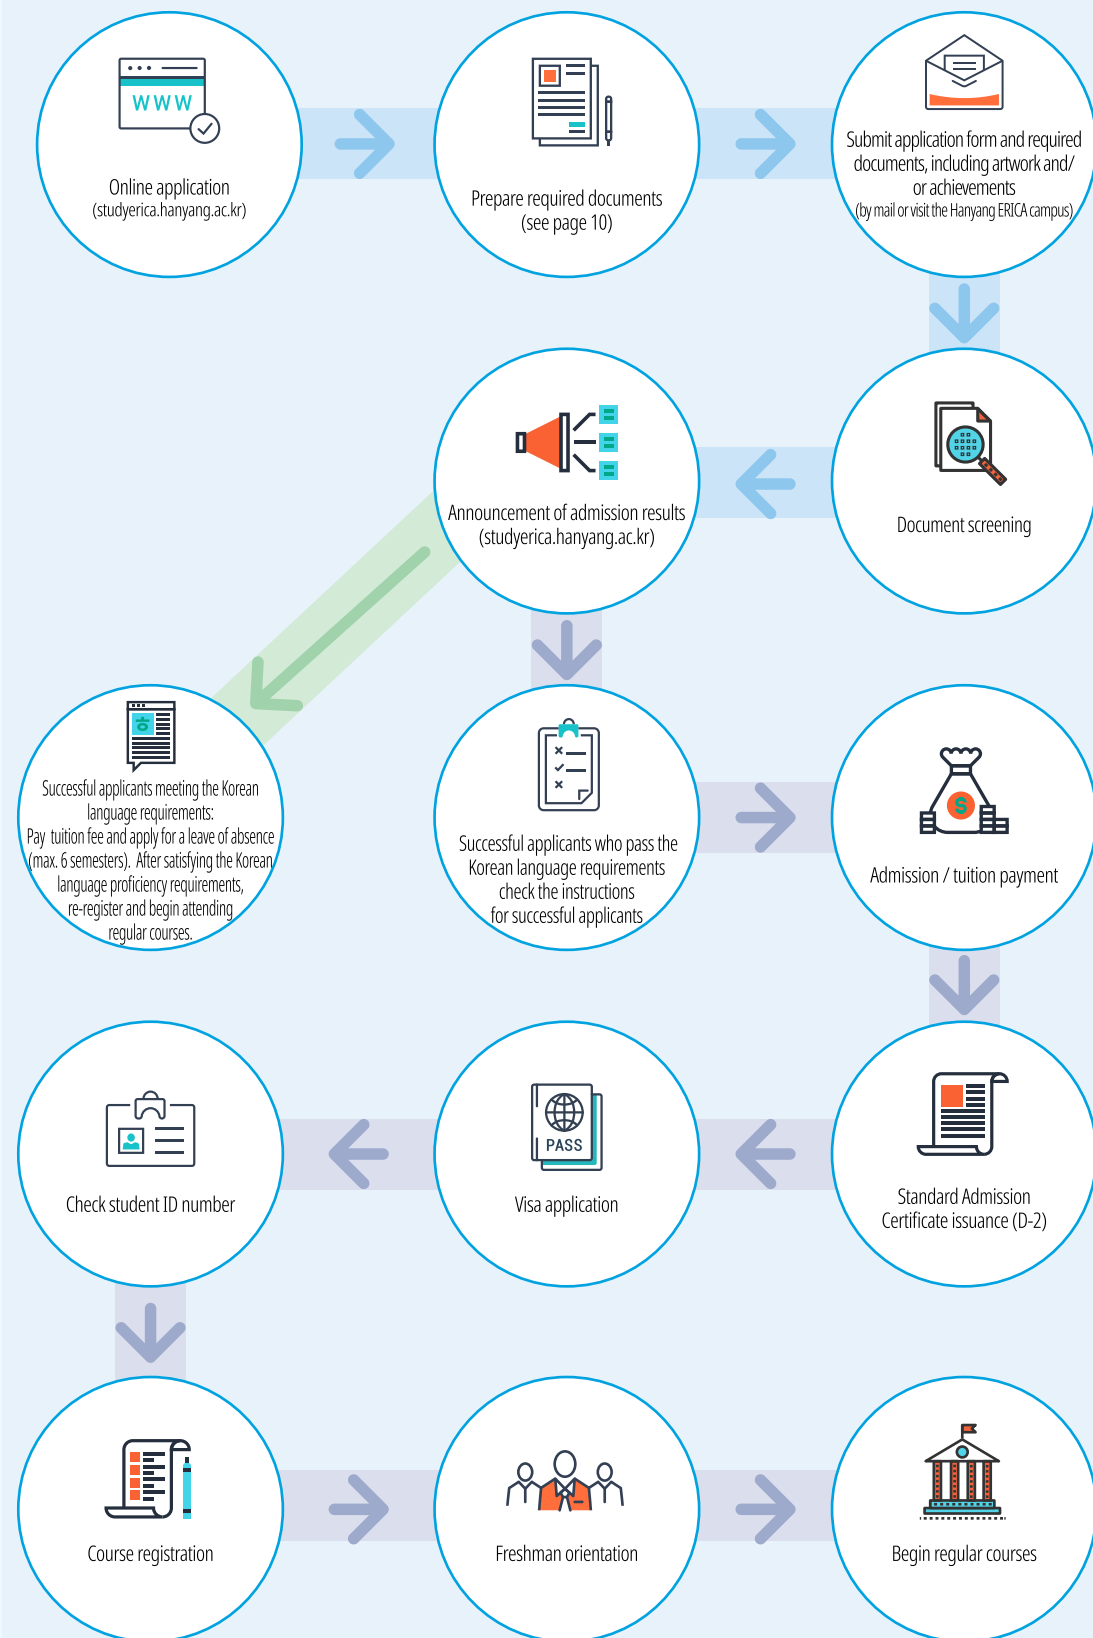 WWW
Online application
(studyerica.hanyang.ac.kr)
Prepare required documents
(see page 10)
Submit application form and required
documents, including artwork and/
or achievements
(by mail or visit the Hanyang ERICA campus)
Document screening
Announcement of admission results
(studyerica.hanyang.ac.kr)
ㅎ
Successful applicants meeting the Korean
language requirements:
Pay tuition fee and apply for a leave of absence
(max. 6 semesters). After satisfying the Korean
language proficiency requirements,
re-register and begin attending
regular courses.
Successful applicants who pass the
Korean language requirements
check the instructions
for successful applicants
$
Admission / tuition payment
Standard Admission
Certificate issuance (D-2)
PASS
Visa application
Check student ID number
Course registration
Freshman orientation
Begin regular courses